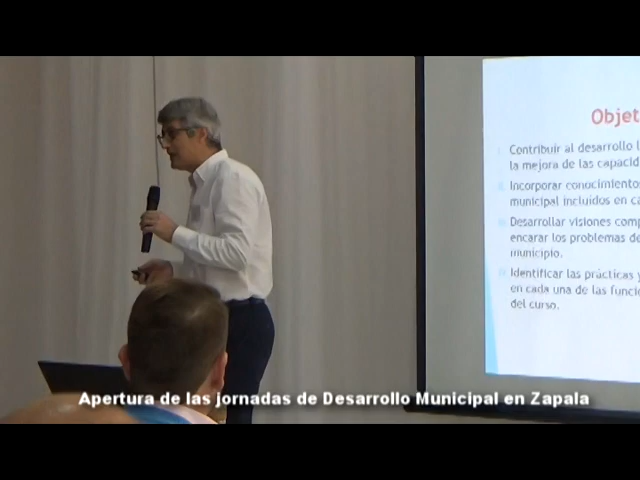 Objet
Contribuir al desarrollo l
la mejora de las capacid
Incorporar conocimientos
municipal incluidos en ca
Desarrollar visiones comp
encarar los problemas de
municipio.
Identificar las prácticas y
en cada una de las funcio
del curso.
Apertura de las jornadas de Desarrollo Municipal en Zapala